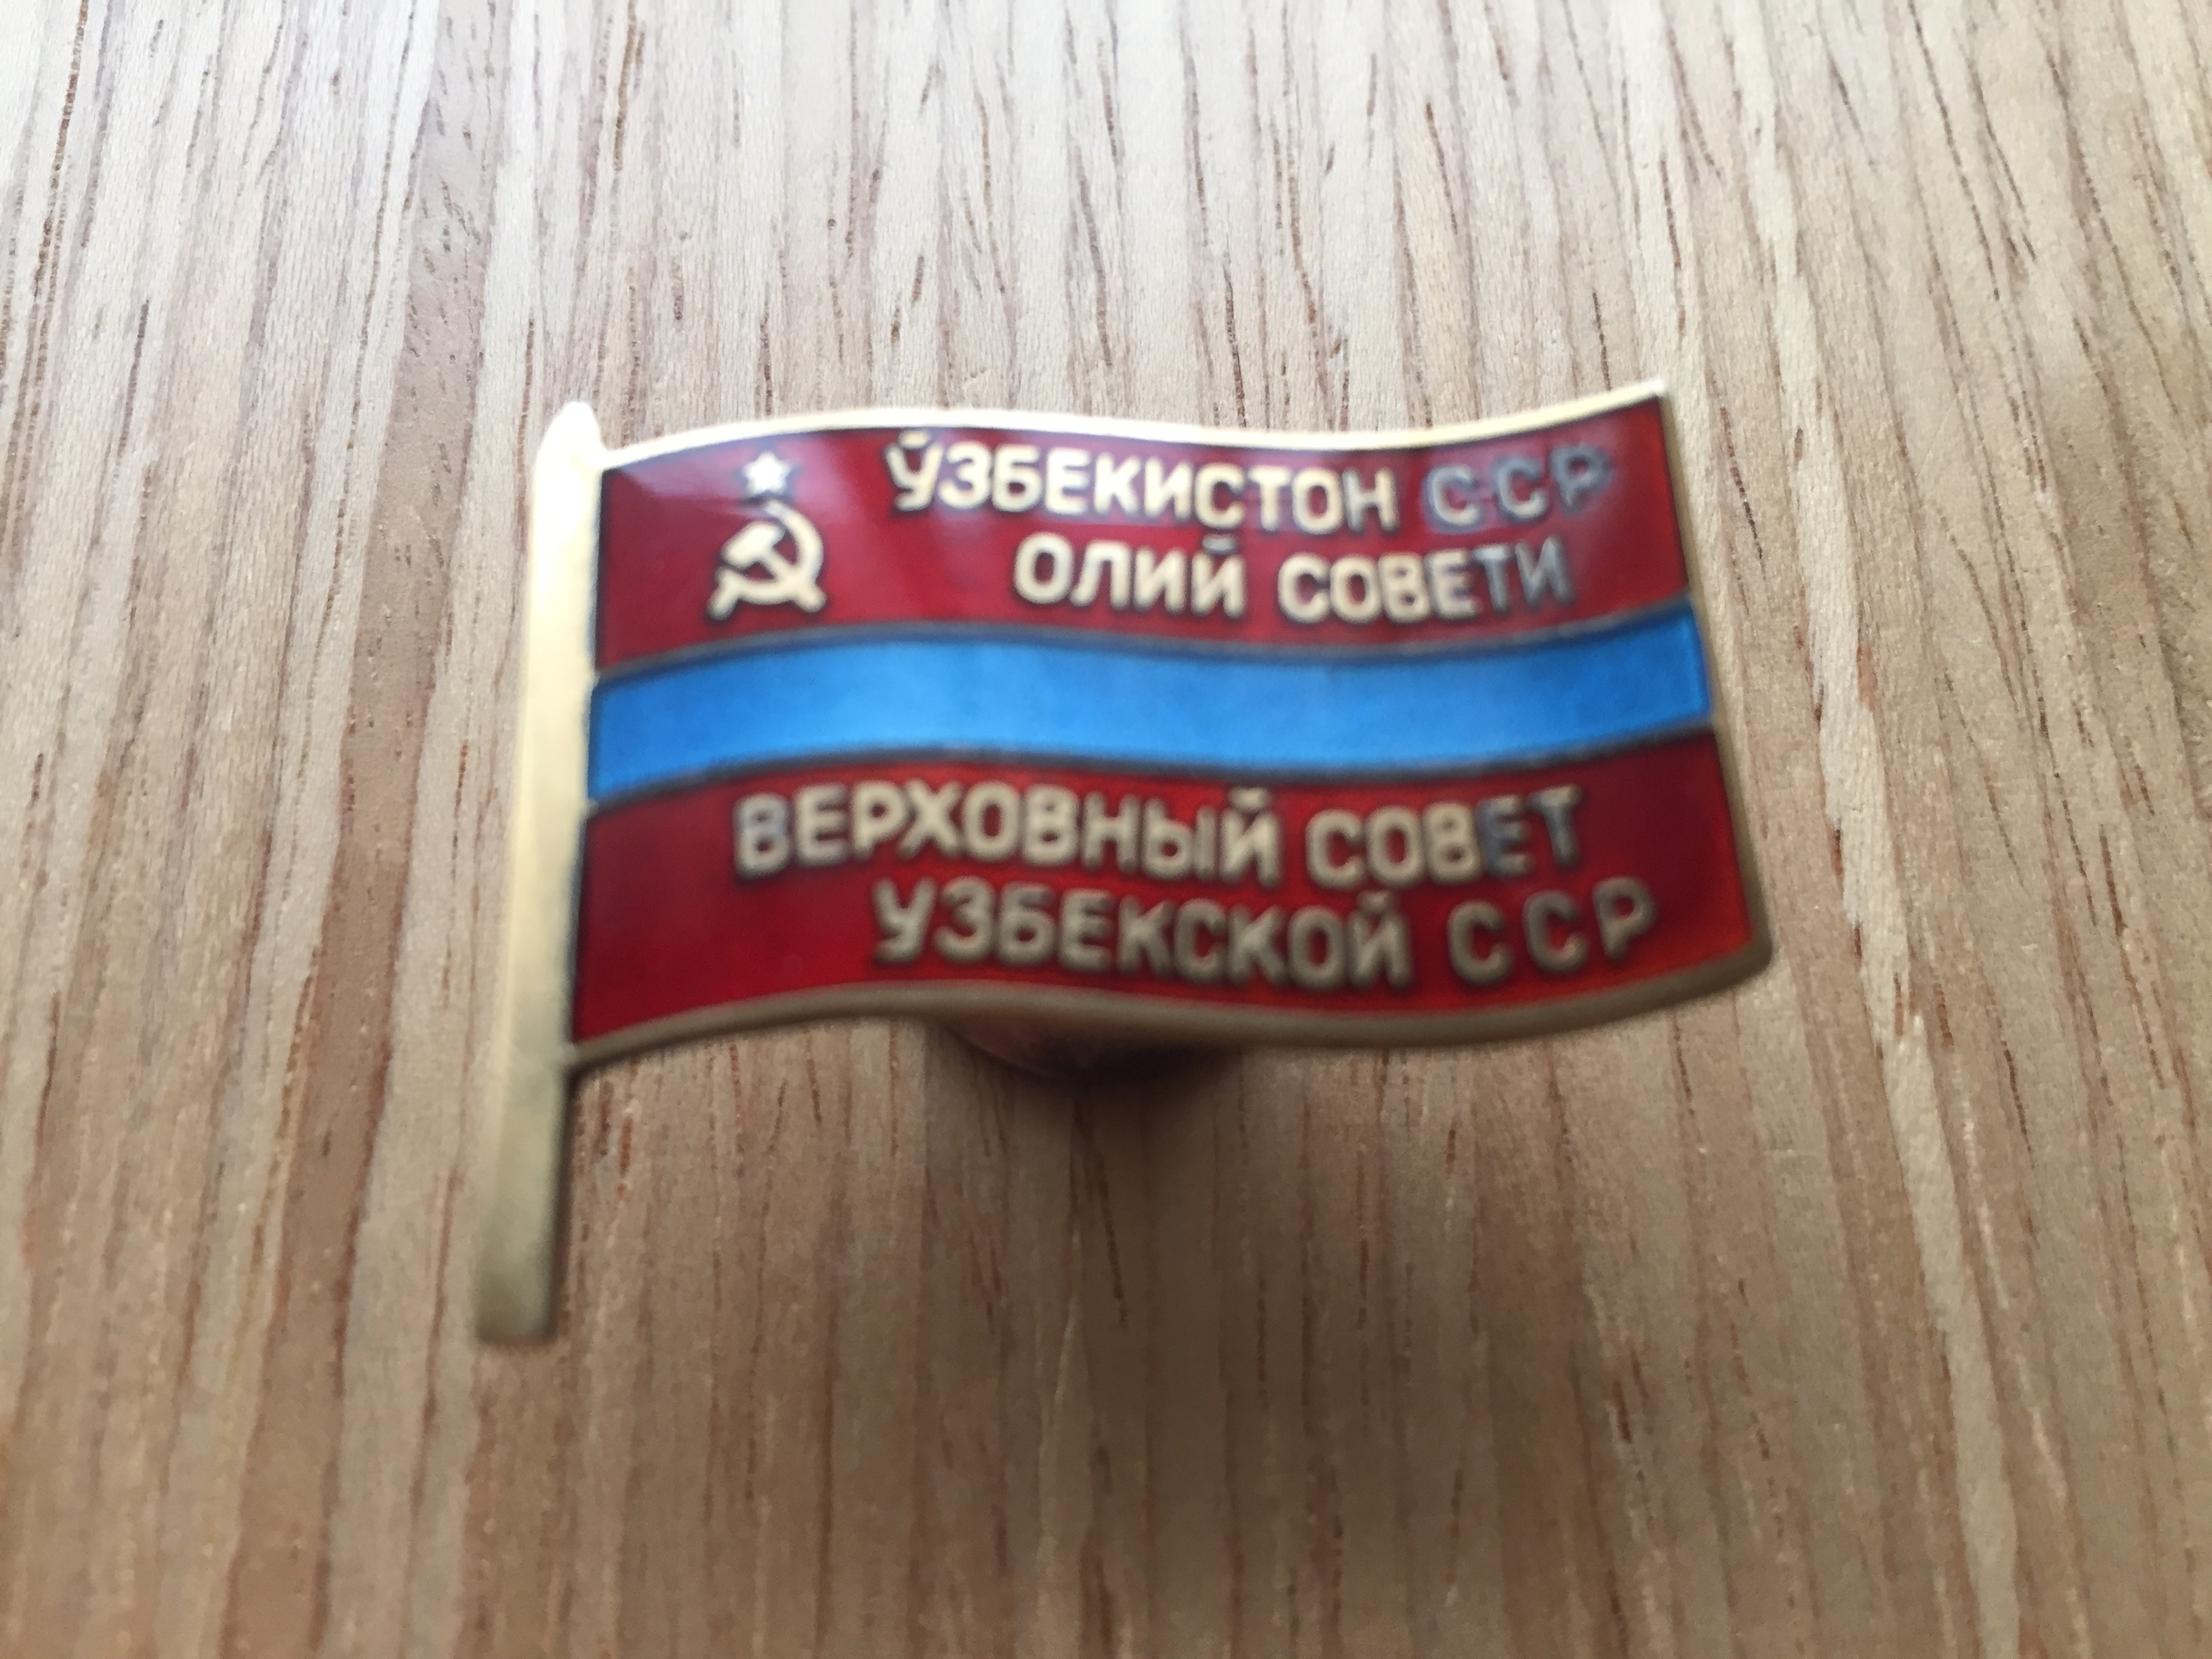 ЎЗБЕКИСТОН ССР
ОЛИЙ СОВЕТИ
ВЕРХОВНЫЙ СОВЕТ
УЗБЕКСКОЙ ССР